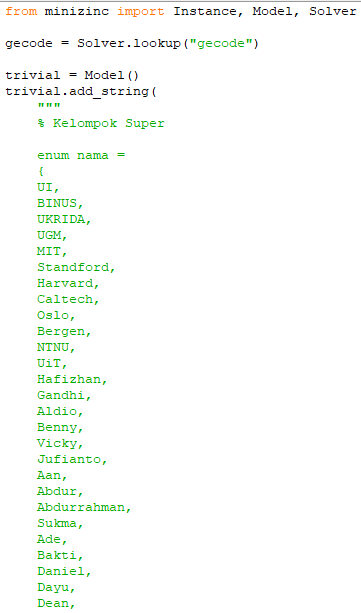 from minizinc import Instance, Model, Solver
gecode = Solver.lookup("gecode")
trivial = Model()
trivial.add_string(
"""
% Kelompok Super
enum nama =
{
UI,
BINUS,
UKRIDA,
UGM,
MIT,
Standford,
Harvard,
Caltech,
Oslo,
Bergen,
NTNU,
UiT,
Hafizhan,
Gandhi,
Aldio,
Benny,
Vicky,
Jufianto,
Aan,
Abdur,
Abdurrahman,
Sukma,
Ade,
Bakti,
Daniel,
Dayu,
Dean,